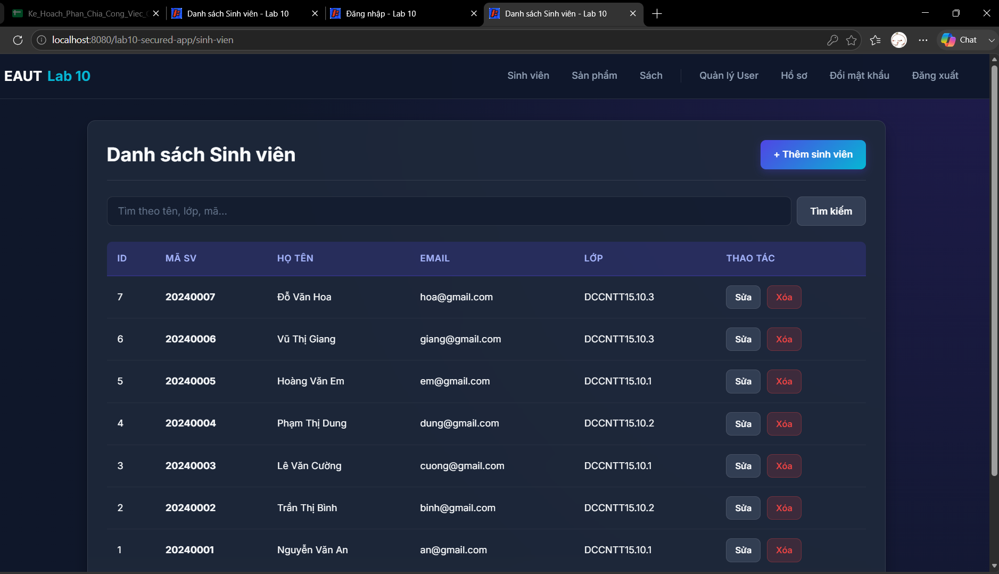 Ke_Hoach_Phan_Chia_Cong_Viec_
Danh sách Sinh viên - Lab 10
Đăng nhập - Lab 10
Danh sách Sinh viên - Lab 10
localhost:8080/lab10-secured-app/sinh-vien
Chat
EAUT Lab 10
Sinh viên Sản phẩm Sách Quản lý User Hồ sơ Đổi mật khẩu Đăng xuất
Danh sách Sinh viên
+ Thêm sinh viên
Tìm theo tên, lớp, mã...
Tìm kiếm
ID MÃ SV HỌ TÊN EMAIL LỚP THAO TÁC
7 20240007 Đỗ Văn Hoa hoa@gmail.com DCCNTT15.10.3 Sửa Xóa
6 20240006 Vũ Thị Giang giang@gmail.com DCCNTT15.10.3 Sửa Xóa
5 20240005 Hoàng Văn Em em@gmail.com DCCNTT15.10.1 Sửa Xóa
4 20240004 Phạm Thị Dung dung@gmail.com DCCNTT15.10.2 Sửa Xóa
3 20240003 Lê Văn Cường cuong@gmail.com DCCNTT15.10.1 Sửa Xóa
2 20240002 Trần Thị Bình binh@gmail.com DCCNTT15.10.2 Sửa Xóa
1 20240001 Nguyễn Văn An an@gmail.com DCCNTT15.10.1 Sửa Xóa